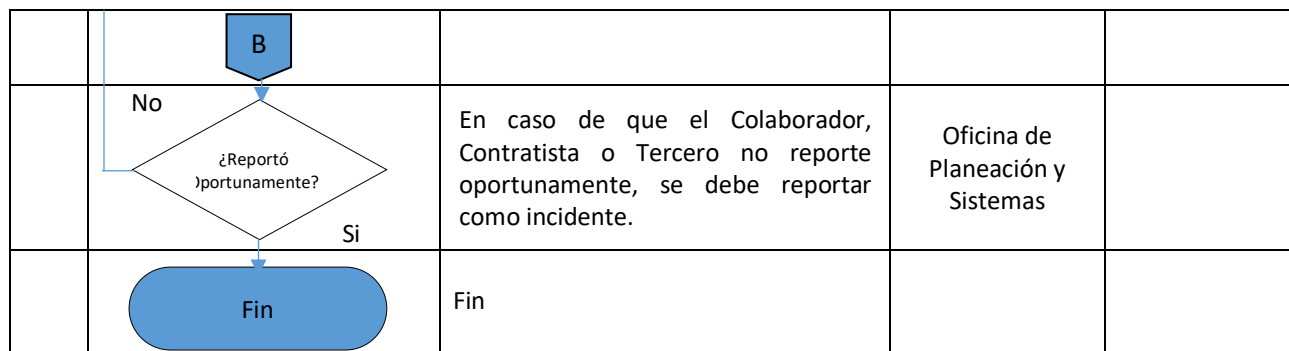 B
No
¿Reportó
portunamente?
Si
En caso de que el Colaborador,
Contratista o Tercero no reporte
oportunamente, se debe reportar
como incidente.
Oficina de
Planeación y
Sistemas
Fin
Fin